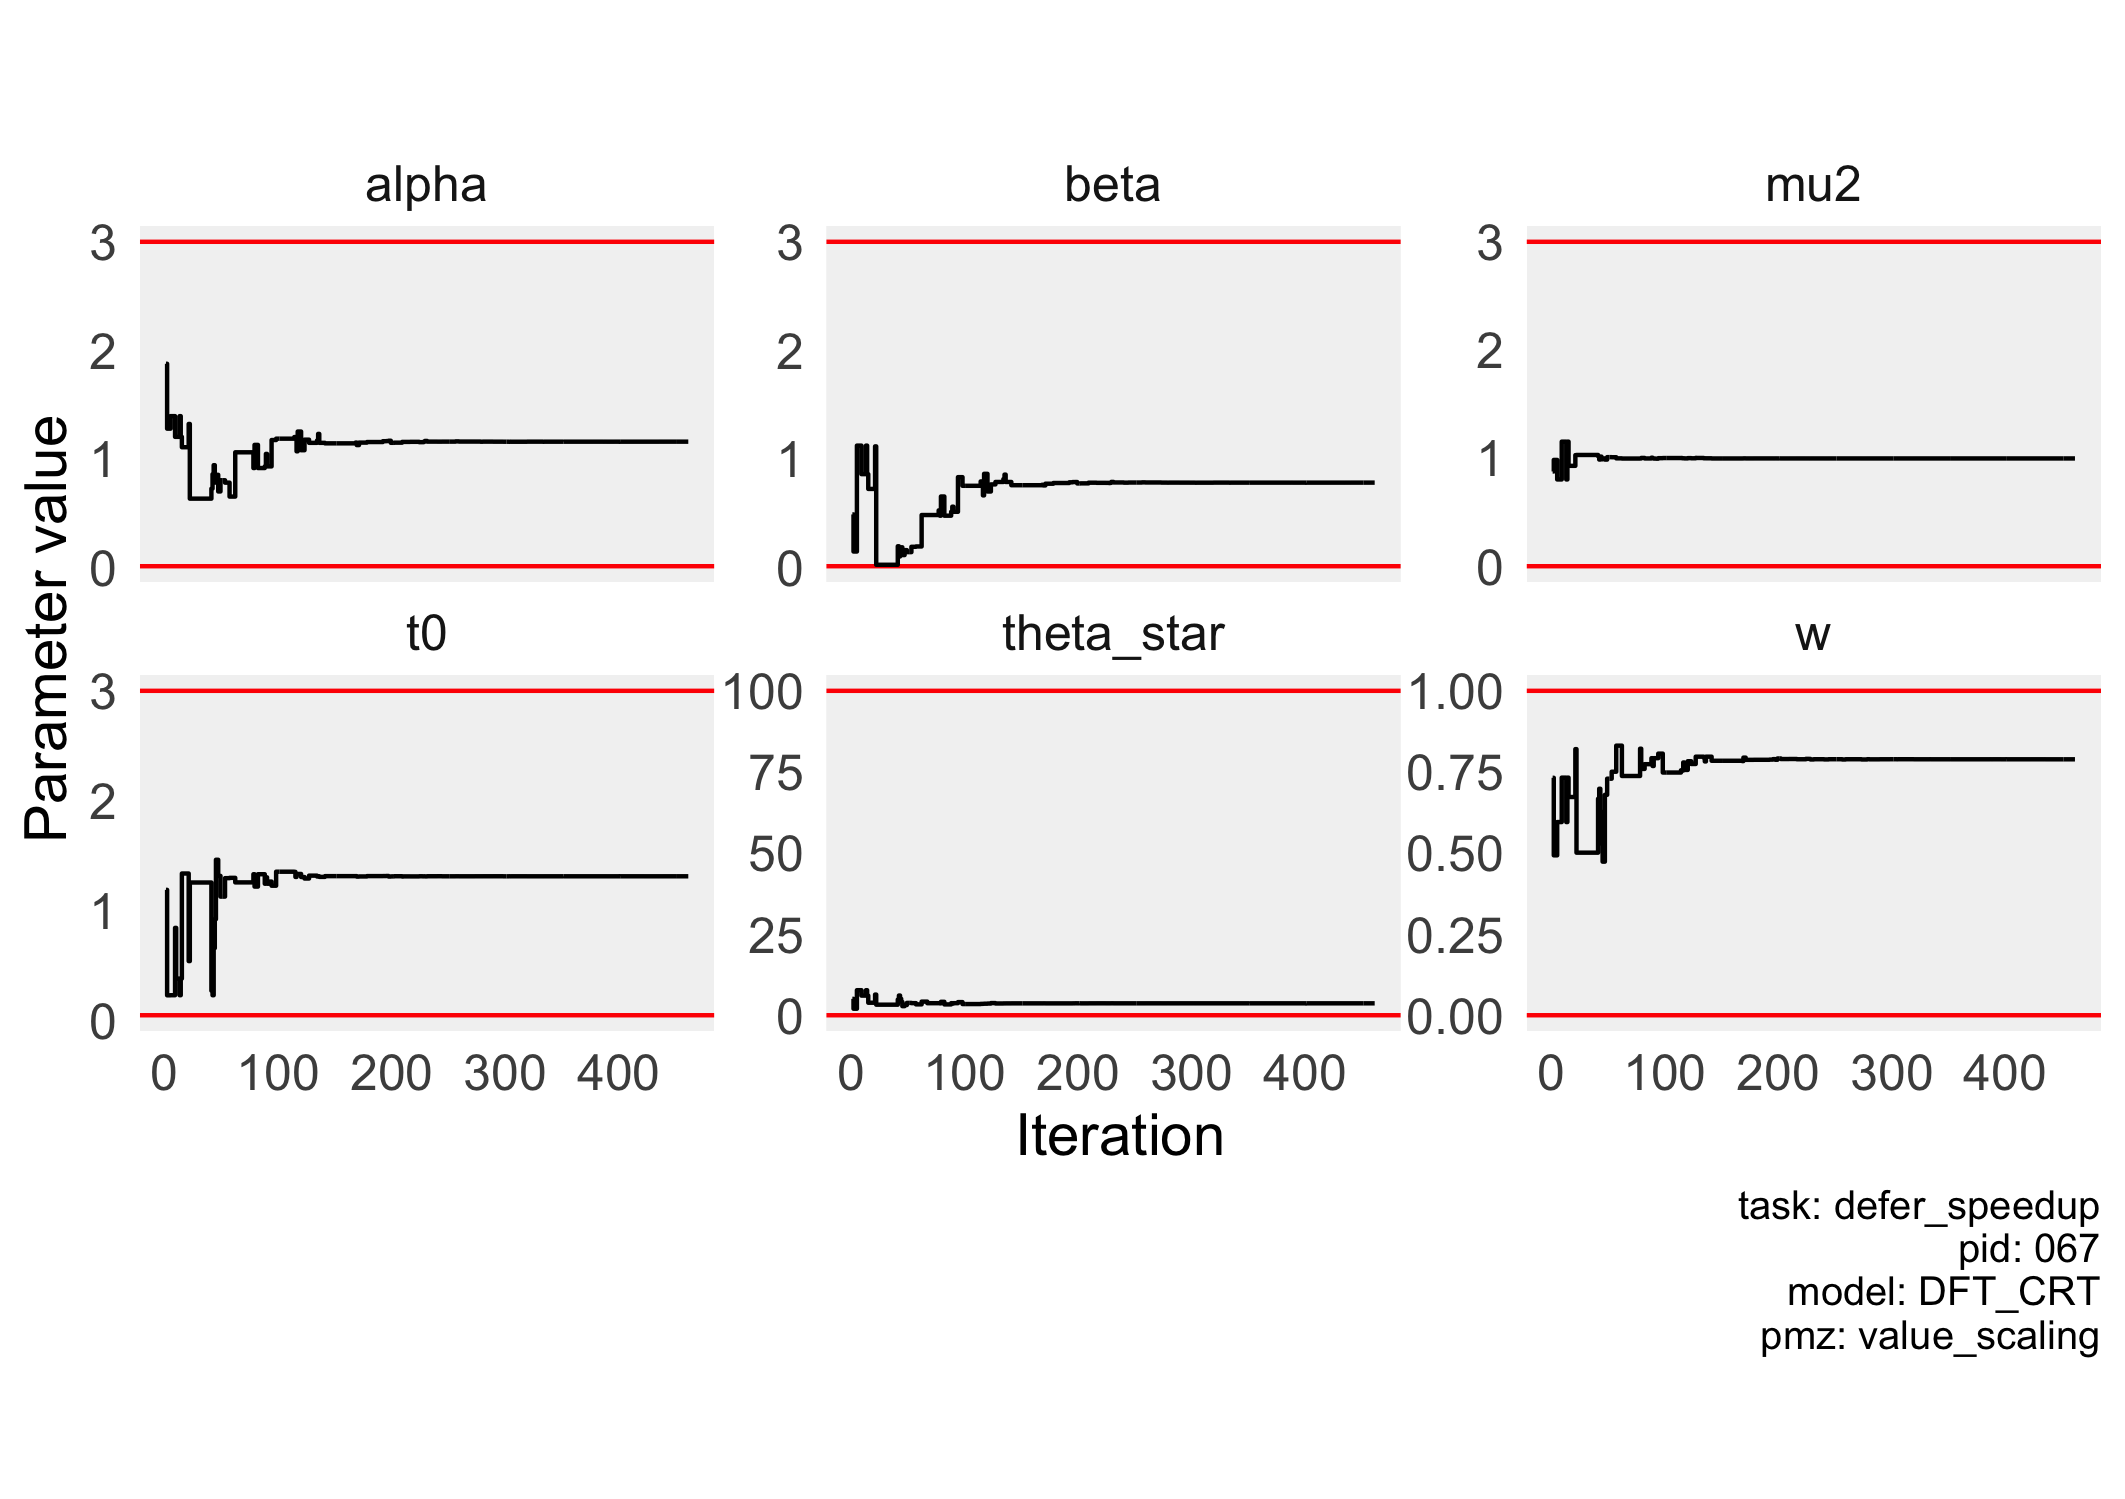 alpha
beta
mu2
3
2
1
0
3
2
1
0
3
2
1
0
Parameter value
t0
theta_star
w
3
2
1
0
100
75
50
25
0
1.00
0.75
0.50
0.25
0.00
0 100 200 300 400
0 100 200 300 400
0 100 200 300 400
Iteration
task: defer_speedup
pid: 067
model: DFT_CRT
pmz: value_scaling